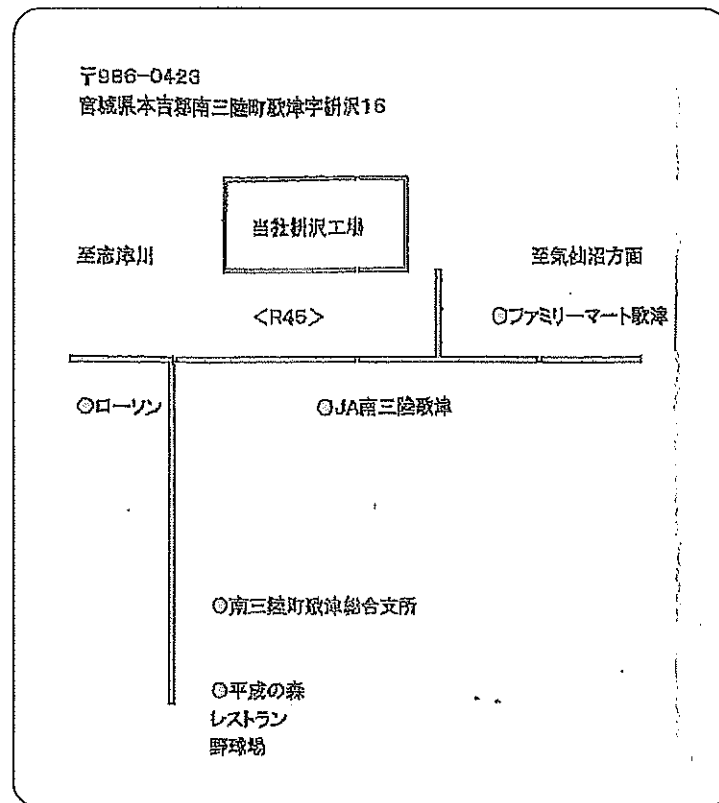 〒986-0423
宮城県本吉郡南三陸町歌津字枡沢16
当社枡沢工場
至志津川
至気仙沼方面
<R45>
◎ファミリーマート歌津
◎ローソン
◎JA南三陸歌津
◎南三陸町歌津総合支所
◎平成の森
レストラン
野球場